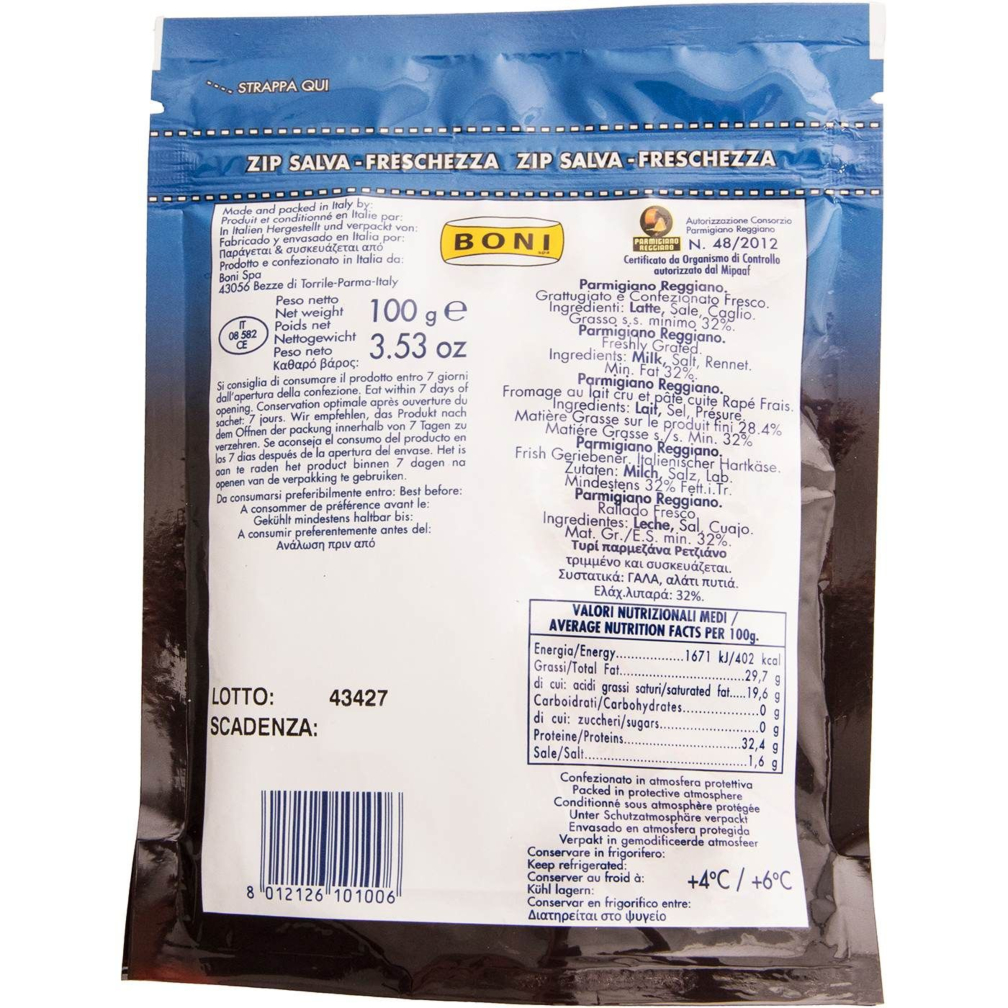 STRAPPA QUI
ZIP SALVA-FRESCHEZZA ZIP SALVA-FRESCHEZZA
Made and packed in Italy by:
Produit et conditionné en Italie par:
In Italien Hergestellt und verpackt von:
Fabricado y envasado en Italia por:
Παράγεται & συσκευάζεται από
Prodotto e confezionato in Italia da:
Boni Spa
43056 Bezze di Torrile-Parma-Italy
IT
08 582
CE
Peso netto
Net weight
Poids net
Nettogewicht
Peso neto
Καθαρό βάρος:
100 g e
3.53 oz
Si consiglia di consumare il prodotto entro 7 giorni
dall'apertura della confezione. Eat within 7 days of
opening. Conservation optimale après ouverture du
sachet: 7 jours. Wir empfehlen, das Produkt nach
dem Öffnen der packung innerhalb von 7 Tagen zu
verzehren. Se aconseja el consumo del producto en
los 7 dias después de la apertura del envase. Het is
aan te raden het product binnen 7 dagen na
openen van de verpakking te gebruiken.
Da consumarsi preferibilmente entro: Best before:
A consommer de préférence avant le:
Gekühlt mindestens haltbar bis:
A consumir preferentemente antes del:
Ανάλωση πριν από
LOTTO: 43427
SCADENZA:
8 012126 101006
BONI
SPA
PARMIGIANO
REGGIANO
Autorizzazione Consorzio
Parmigiano Reggiano
N. 48/2012
Certificato da Organismo di Controllo
autorizzato dal Mipaaf
Parmigiano Reggiano.
Grattugiato e Confezionato Fresco.
Ingredienti: Latte, Sale, Caglio.
Grasso s.s. minimo 32%.
Parmigiano Reggiano.
Freshly Grated.
Ingredients: Milk, Salt, Rennet.
Min. Fat 32%.
Parmigiano Reggiano.
Fromage au lait cru et pâte cuite Rapé Frais.
Ingredients: Lait, Sel, Présure.
Matière Grasse sur le produit fini 28.4%
Matière Grasse s./s. Min. 32%
Parmigiano Reggiano.
Frish Geriebener. Italienischer Hartkäse.
Zutaten: Milch, Salz, Lab.
Mindestens 32% Fett.i.Tr.
Parmigiano Reggiano.
Rallado Fresco.
Ingredientes: Leche, Sal, Cuajo.
Mat. Gr./E.S. min. 32%.
Τυρί παρμεζάνα Ρετζιάνο
τριμμένο και συσκευάζεται.
Συστατικά: ΓΑΛΑ, αλάτι πυτιά.
Ελάχ.λιπαρά: 32%.
VALORI NUTRIZIONALI MEDI /
AVERAGE NUTRITION FACTS PER 100g.
Energia/Energy................1671 kJ/402 kcal
Grassi/Total Fat..............................29,7 g
di cui: acidi grassi saturi/saturated fat.....19,6 g
Carboidrati/Carbohydrates..................0 g
di cui: zuccheri/sugars.......................0 g
Proteine/Proteins............................32,4 g
Sale/Salt.......................................1,6 g
Confezionato in atmosfera protettiva
Packed in protective atmosphere
Conditionné sous atmosphère protégée
Unter Schutzatmosphäre verpackt
Envasado en atmosfera protegida
Verpakt in gemodificeerde atmosfeer
Conservare in frigorifero:
Keep refrigerated:
Conserver au froid à:
Kühl lagern:
Conservar en frigorifico entre:
Διατηρείται στο ψυγείο
+4°C / +6°C